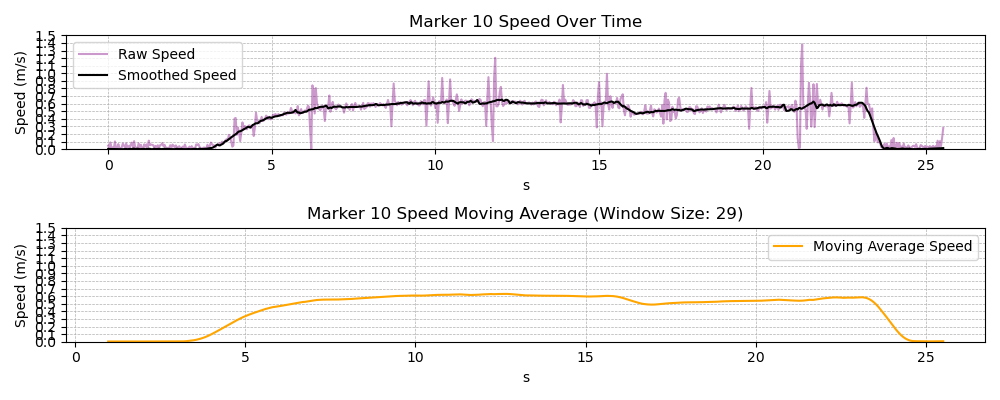 Marker 10 Speed Over Time
Speed (m/s)
1.5
1.4
1.3
1.2
1.1
1.0
0.9
0.8
0.7
0.6
0.5
0.4
0.3
0.2
0.1
0.0
Raw Speed
Smoothed Speed
0 5 10 15 20 25
s
Marker 10 Speed Moving Average (Window Size: 29)
Speed (m/s)
1.5
1.4
1.3
1.2
1.1
1.0
0.9
0.8
0.7
0.6
0.5
0.4
0.3
0.2
0.1
0.0
Moving Average Speed
0 5 10 15 20 25
s